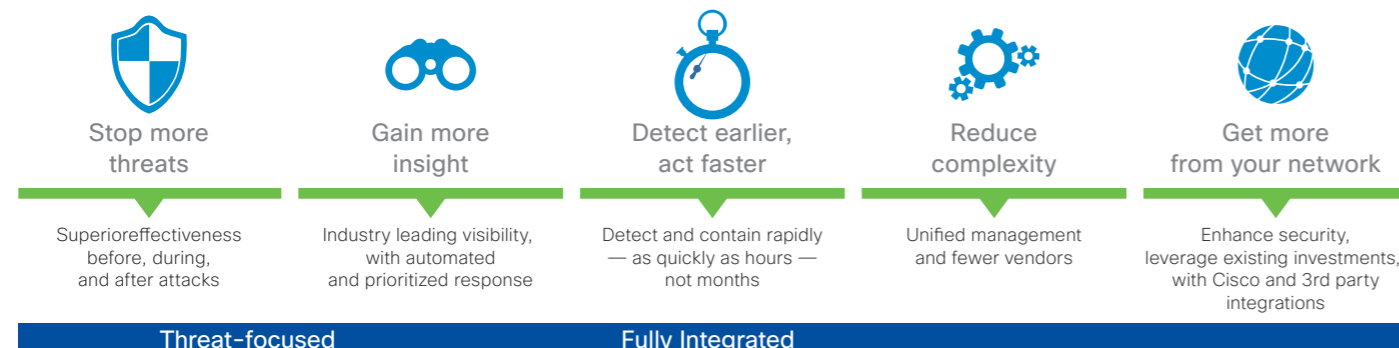 Stop more
threats
Gain more
insight
Detect earlier,
act faster
Reduce
complexity
Get more
from your network
Superioreffectiveness
before, during,
and after attacks
Industry leading visibility,
with automated
and prioritized response
Detect and contain rapidly
— as quickly as hours —
not months
Unified management
and fewer vendors
Enhance security,
leverage existing investments,
with Cisco and 3rd party
integrations
Threat-focused
Fully Integrated